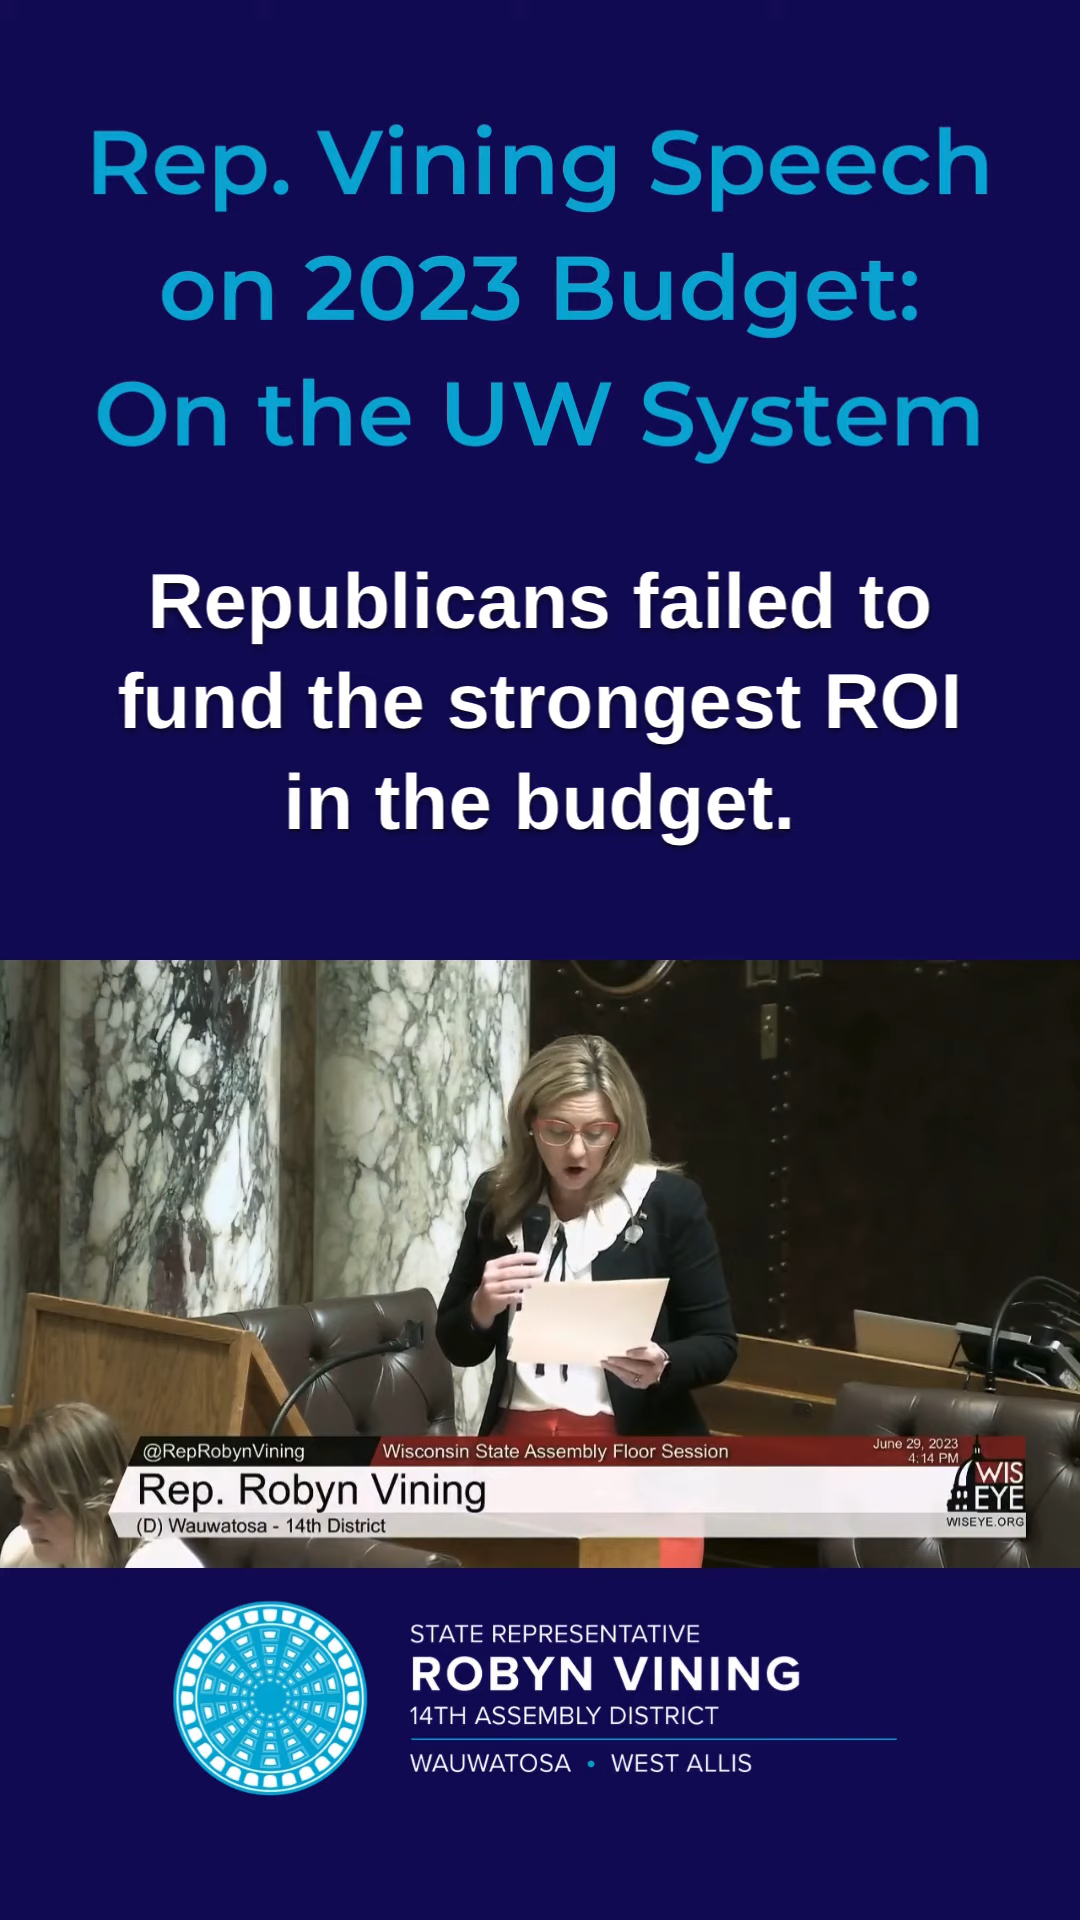 Rep. Vining Speech
on 2023 Budget:
On the UW System
Republicans failed to
fund the strongest ROI
in the budget.
@RepRobynVining
Wisconsin State Assembly Floor Session
June 29, 2023
4:14 PM
Rep. Robyn Vining
(D) Wauwatosa - 14th District
WIS
EYE
WISEYE.ORG
STATE REPRESENTATIVE
ROBYN VINING
14TH ASSEMBLY DISTRICT
WAUWATOSA • WEST ALLIS